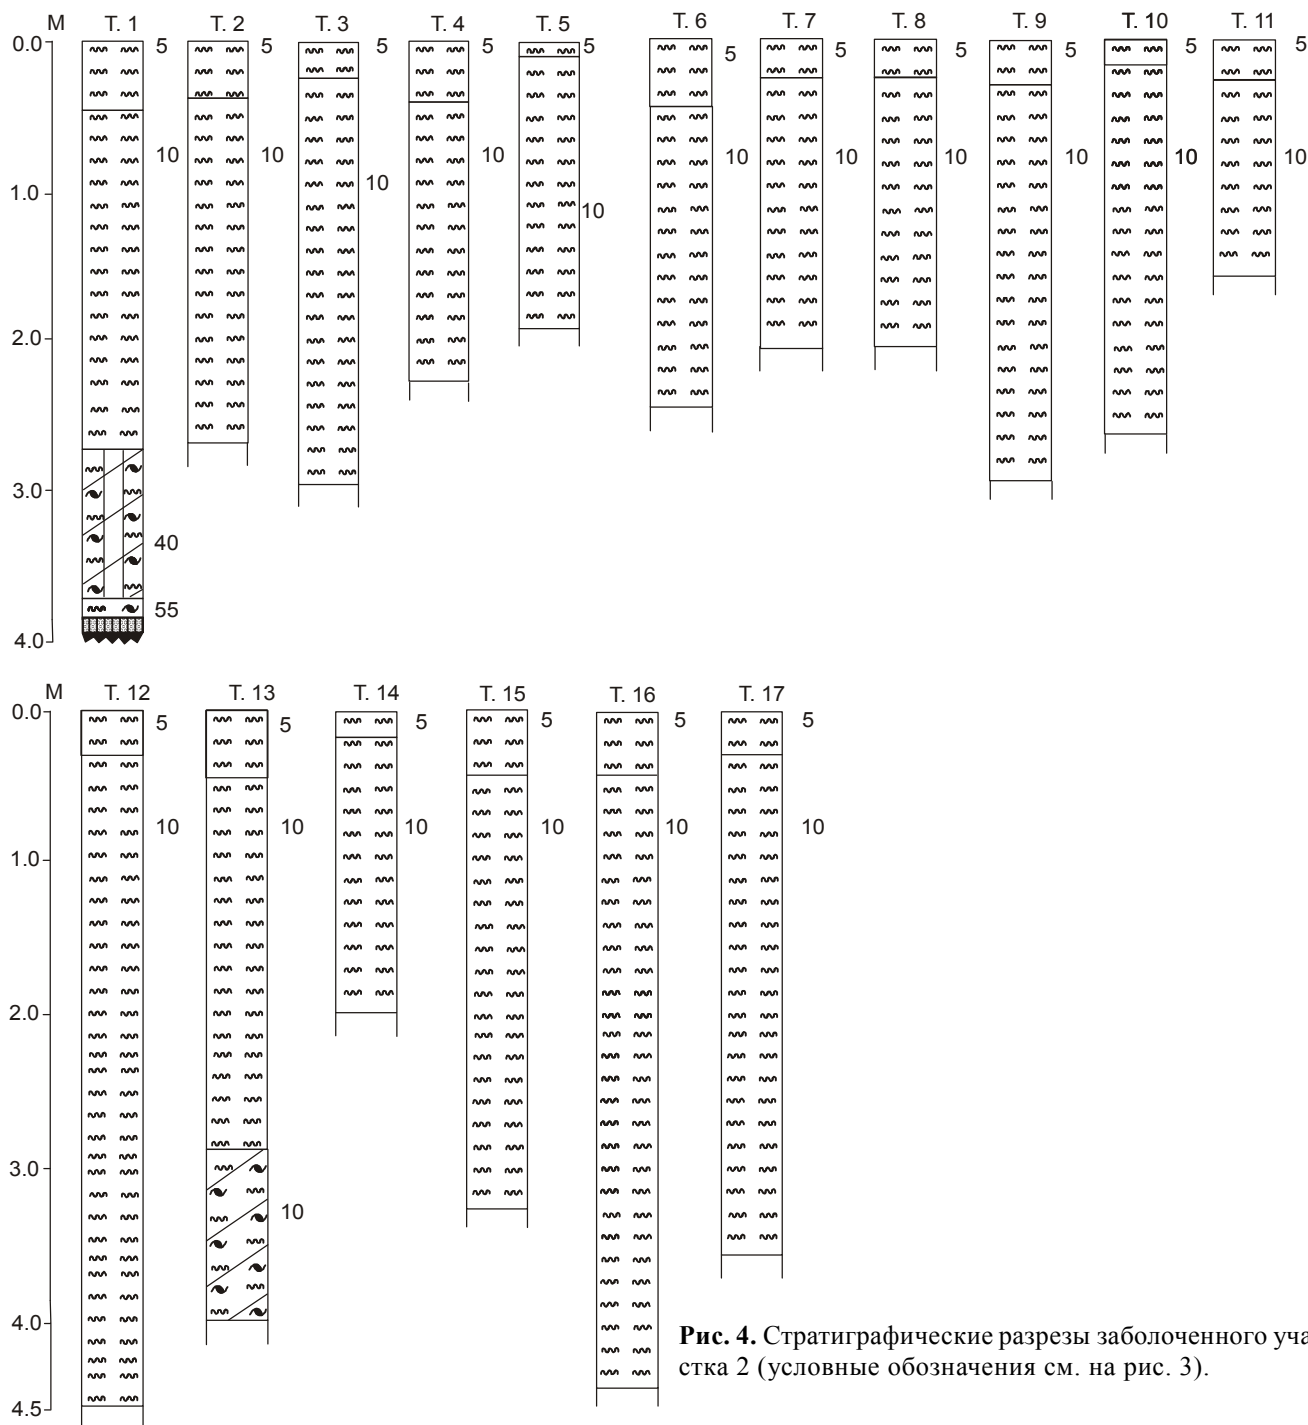 М Т. 1 Т. 2 Т. 3 Т. 4 Т. 5 Т. 6 Т. 7 Т. 8 Т. 9 Т. 10 Т. 11
0.0 5 5 5 5 5 5 5 5 5 5 5
10 10 10 10 10 10 10 10 10 10 10
1.0
2.0
3.0
40
55
4.0
М Т. 12 Т. 13 Т. 14 Т. 15 Т. 16 Т. 17
0.0 5 5 5 5 5 5
10 10 10 10 10 10
1.0
2.0
3.0
10
4.0
4.5
Рис. 4. Стратиграфические разрезы заболоченного уча-
стка 2 (условные обозначения см. на рис. 3).